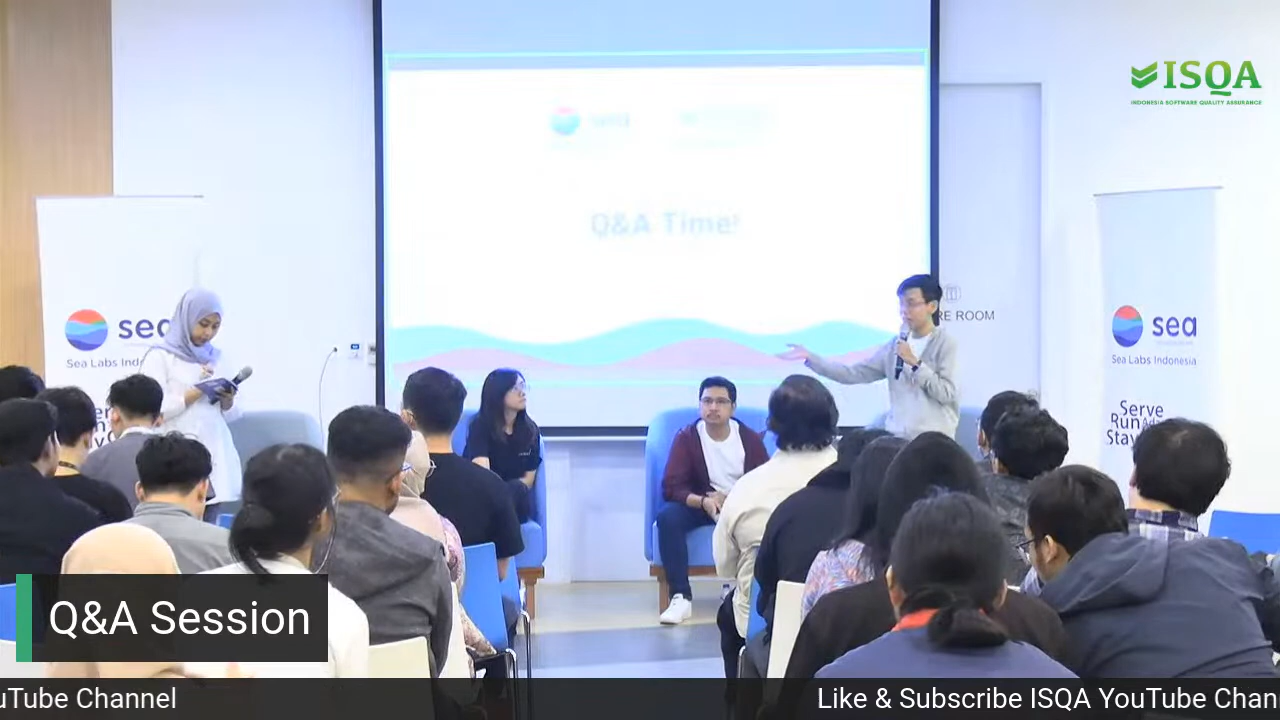 ISQA
INDONESIA SOFTWARE QUALITY ASSURANCE
Q&A Time!
sea
Sea Labs
RE ROOM
sea
Sea Labs Indonesia
Serve
Run
Stay
Q&A Session
uTube Channel
Like & Subscribe ISQA YouTube Chan